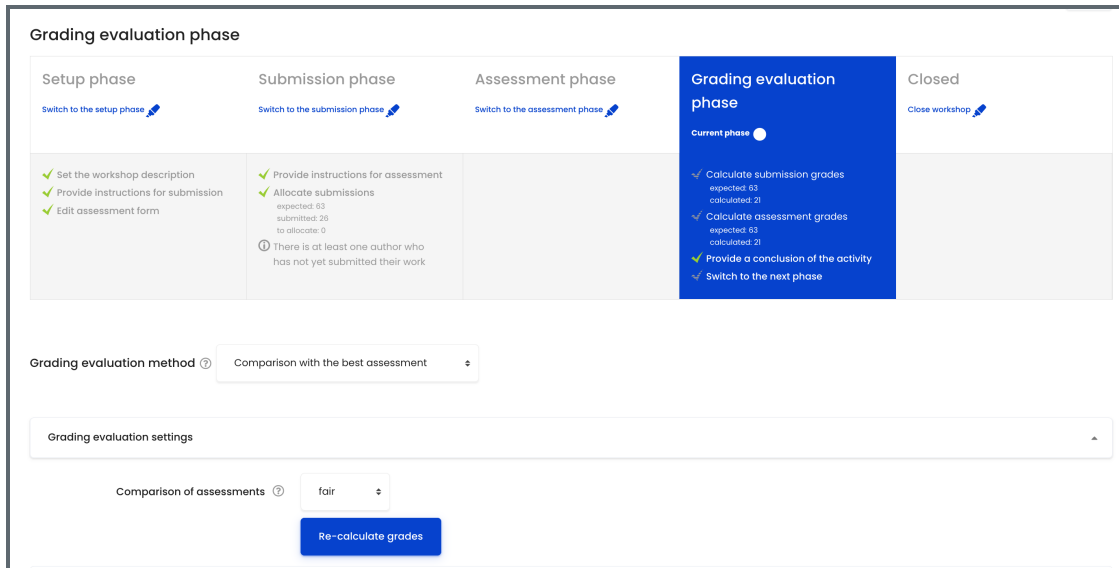 Grading evaluation phase
Setup phase
Switch to the setup phase
Submission phase
Switch to the submission phase
Assessment phase
Switch to the assessment phase
Grading evaluation
phase
Current phase
Closed
Close workshop
Set the workshop description
Provide instructions for submission
Edit assessment form
Provide instructions for assessment
Allocate submissions
expected: 63
submitted: 26
to allocate: 0
There is at least one author who
has not yet submitted their work
Calculate submission grades
expected: 63
calculated: 21
Calculate assessment grades
expected: 63
calculated: 21
Provide a conclusion of the activity
Switch to the next phase
Grading evaluation method
Comparison with the best assessment
Grading evaluation settings
Comparison of assessments
fair
Re-calculate grades